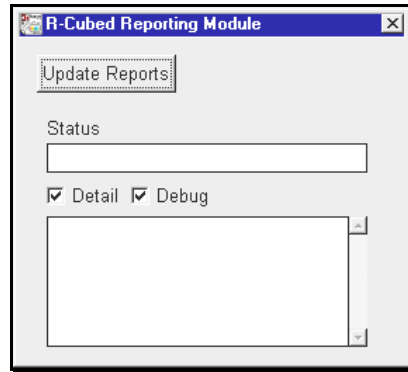 R-Cubed Reporting Module
Update Reports
Status
Detail Debug